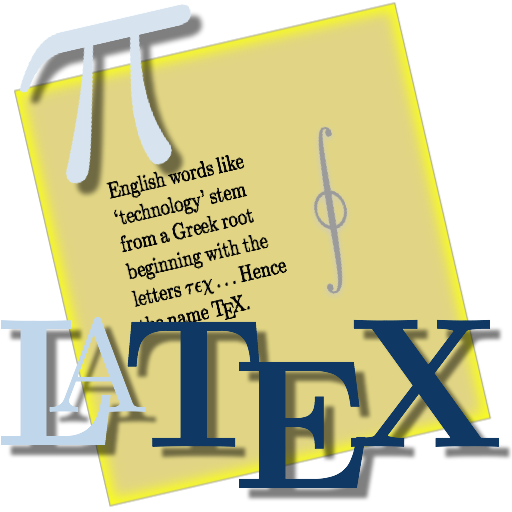 π
English words like
‘technology’ stem
from a Greek root
beginning with the
letters τεχ... Hence
the name TEX.
LATEX